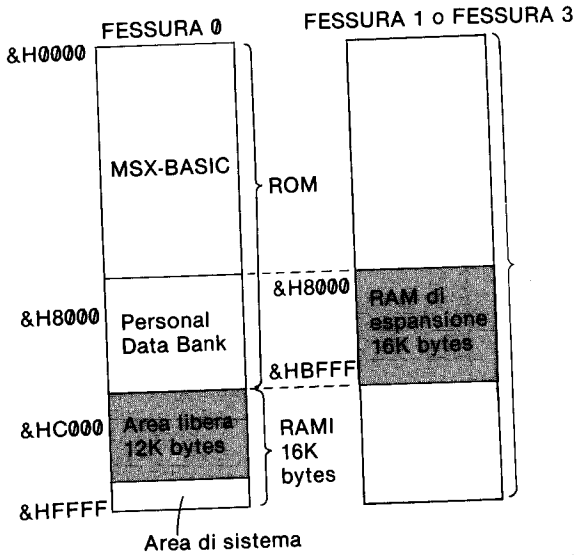 FESSURA 0
FESSURA 1 o FESSURA 3
&H0000
MSX-BASIC
ROM
&H8000
Personal
Data Bank
&H8000
RAM di
espansione
16K bytes
&HBFFF
&HC000
Area libera
12K bytes
RAMI
16K
bytes
&HFFFF
Area di sistema